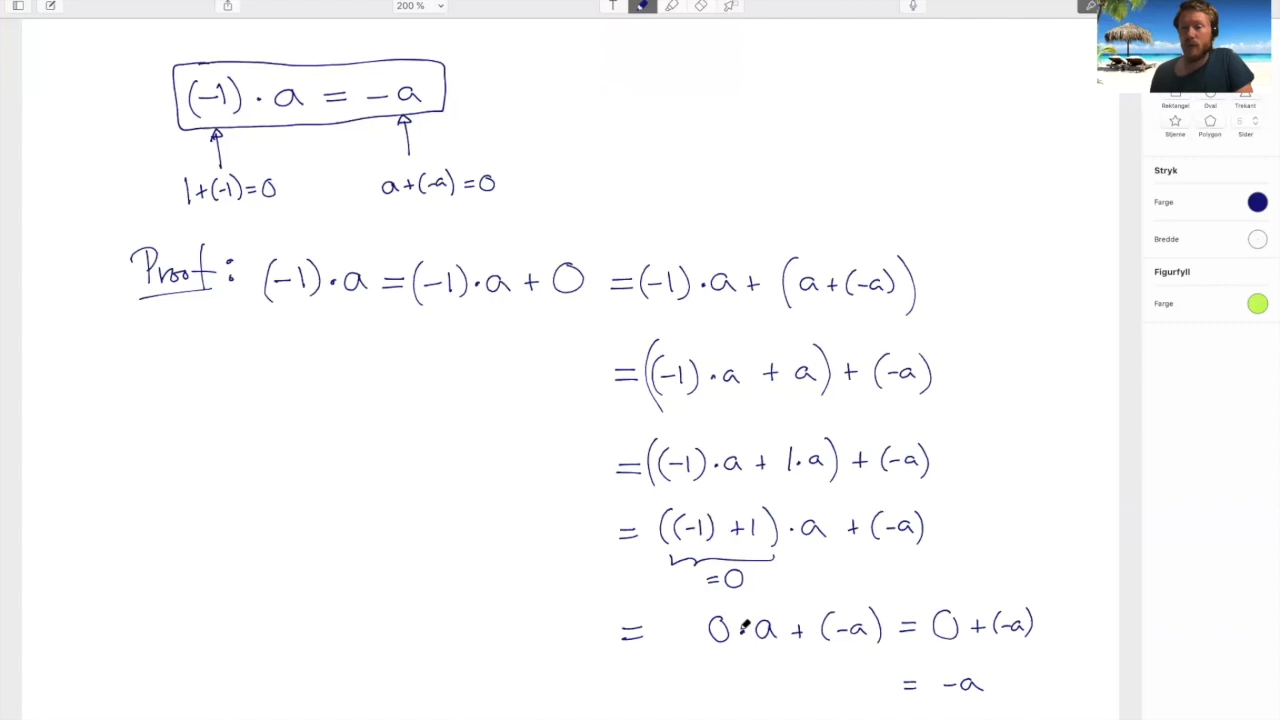 200 %
(-1) · a = -a
1+(-1)=0 a+(-a)=0
Proof: (-1)·a = (-1)·a + 0 = (-1)·a + (a+(-a))
= ((-1)·a + a) + (-a)
= ((-1)·a + 1·a) + (-a)
= ((-1) + 1) · a + (-a)
= 0
= 0·a + (-a) = 0 + (-a)
= -a
Rektangel Oval Trekant
6
Stjerne Polygon Sider
Stryk
Farge
Bredde
Figurfyll
Farge